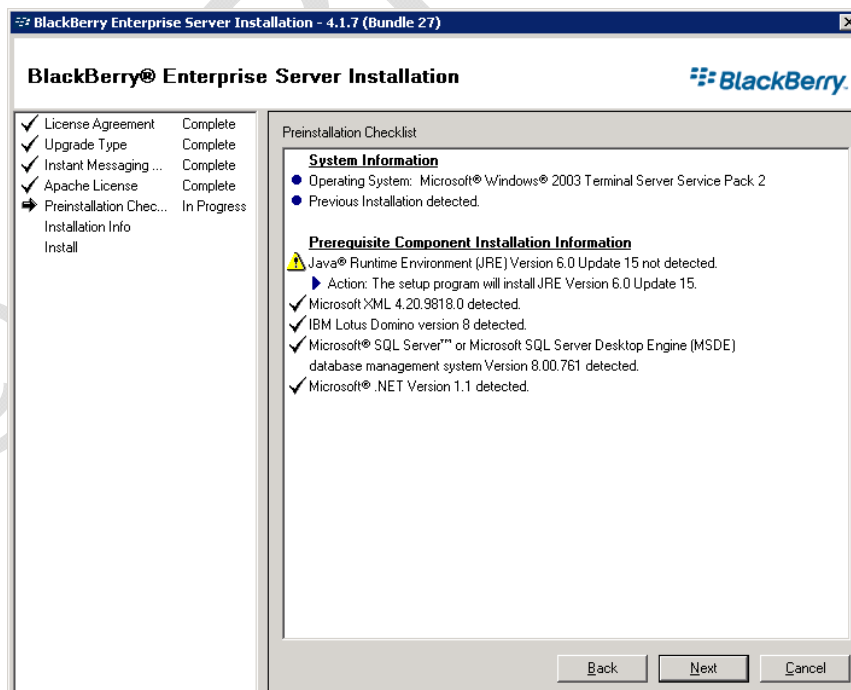 BlackBerry Enterprise Server Installation - 4.1.7 (Bundle 27)
BlackBerry® Enterprise Server Installation
BlackBerry.
License Agreement Complete
Upgrade Type Complete
Instant Messaging ... Complete
Apache License Complete
Preinstallation Chec... In Progress
Installation Info
Install
Preinstallation Checklist
System Information
Operating System: Microsoft® Windows® 2003 Terminal Server Service Pack 2
Previous Installation detected.
Prerequisite Component Installation Information
Java® Runtime Environment (JRE) Version 6.0 Update 15 not detected.
Action: The setup program will install JRE Version 6.0 Update 15.
Microsoft XML 4.20.9818.0 detected.
IBM Lotus Domino version 8 detected.
Microsoft® SQL Server™ or Microsoft SQL Server Desktop Engine (MSDE)
database management system Version 8.00.761 detected.
Microsoft® .NET Version 1.1 detected.
Back Next Cancel